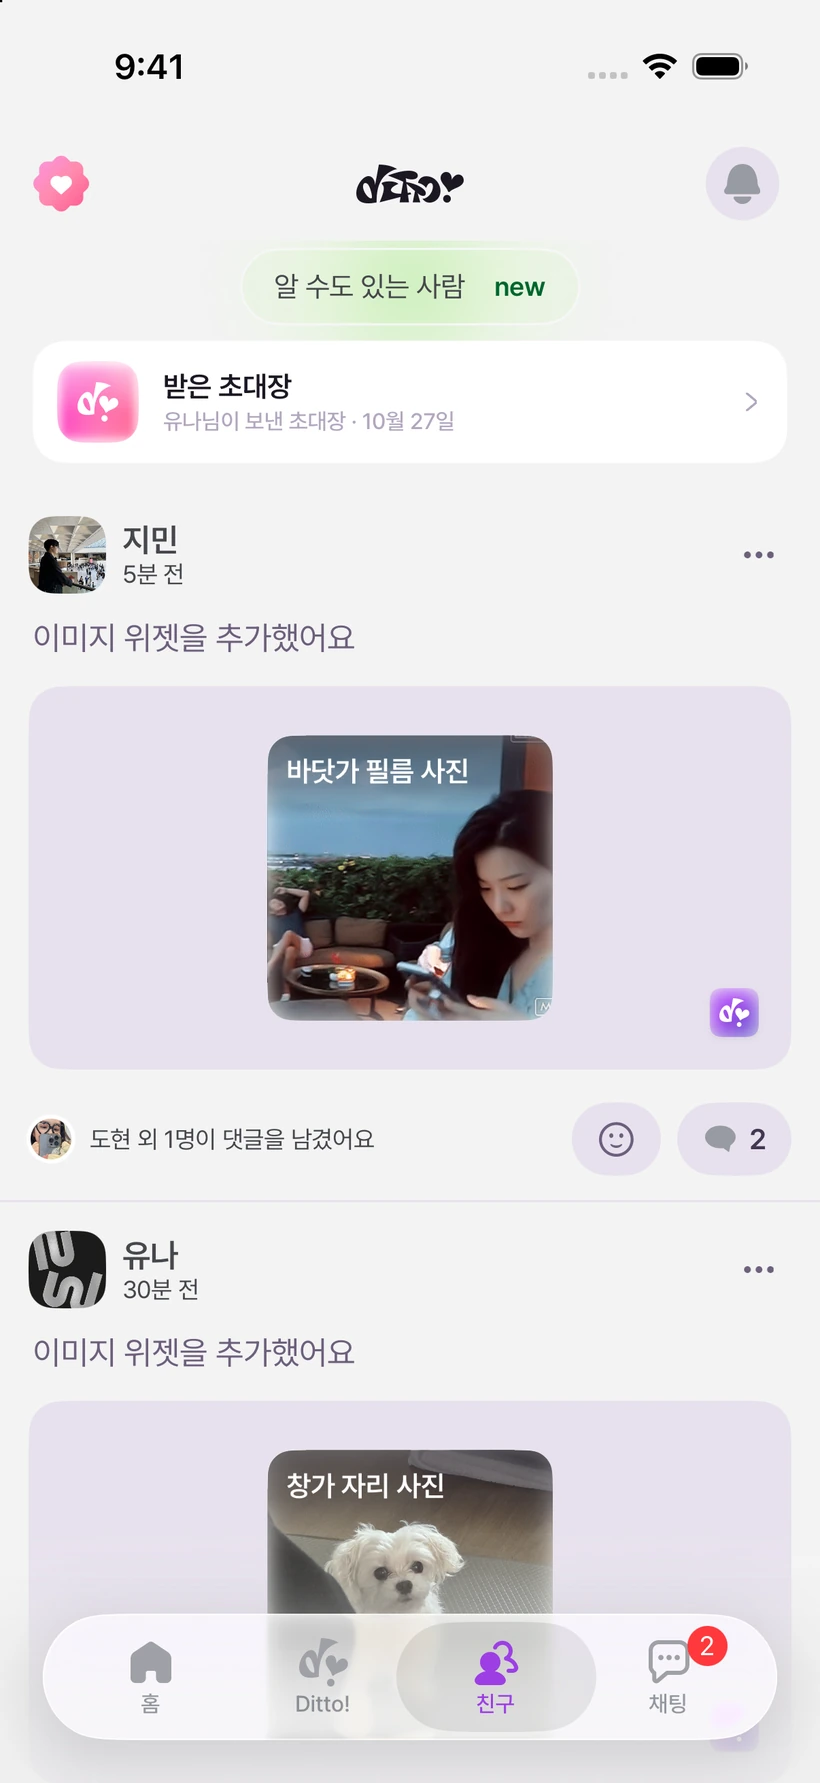 9:41
ditto!
알 수도 있는 사람 new
받은 초대장
유나님이 보낸 초대장 · 10월 27일
지민
5분 전
이미지 위젯을 추가했어요
바닷가 필름 사진
도현 외 1명이 댓글을 남겼어요
2
유나
30분 전
이미지 위젯을 추가했어요
창가 자리 사진
2
홈
Ditto!
친구
채팅